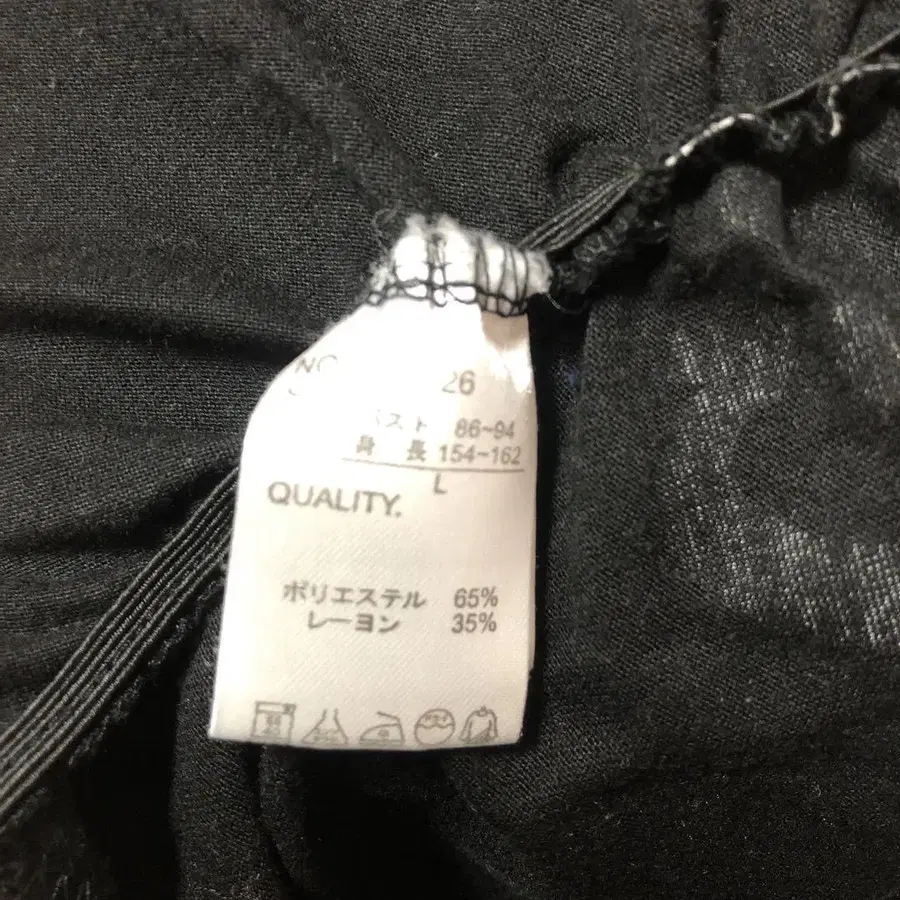 26
バスト 86~94
身 長 154~162
L
QUALITY.
ポリエステル 65%
レーヨン 35%